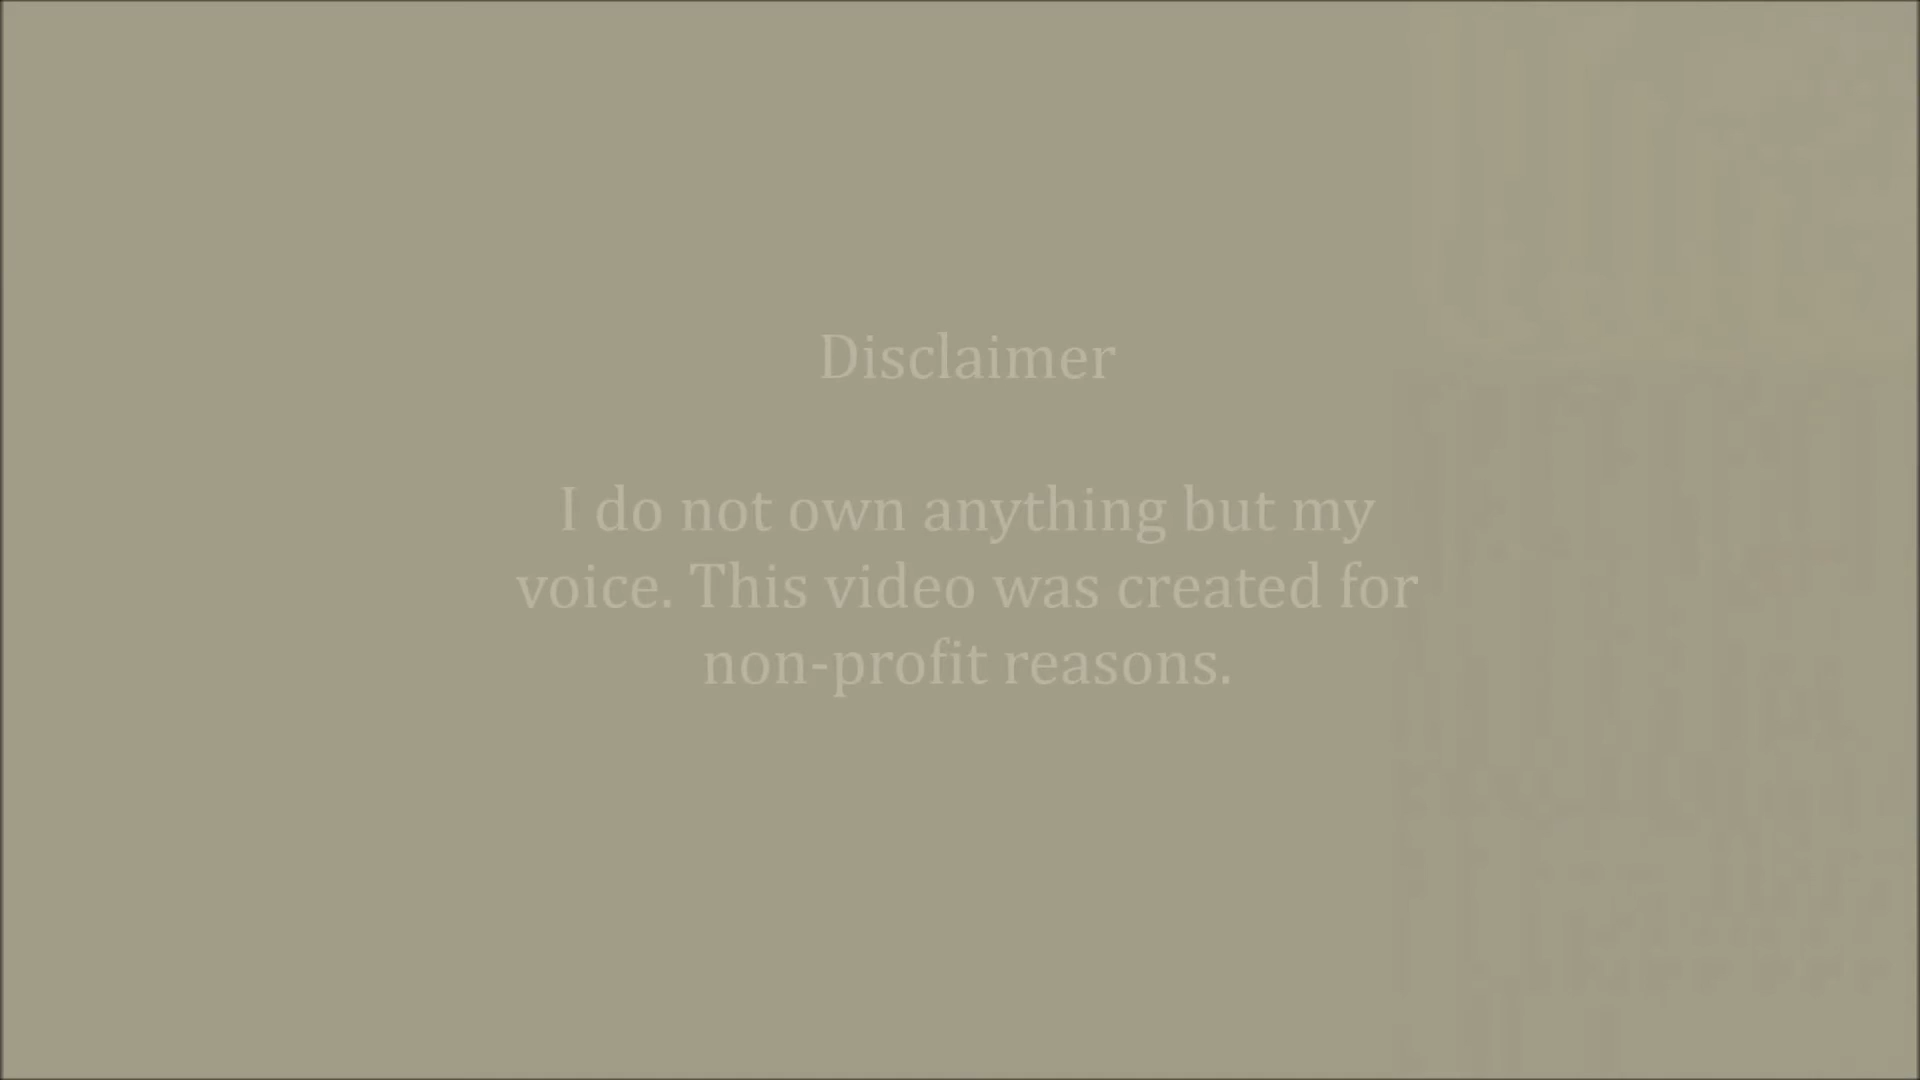 Disclaimer
I do not own anything but my
voice. This video was created for
non-profit reasons.